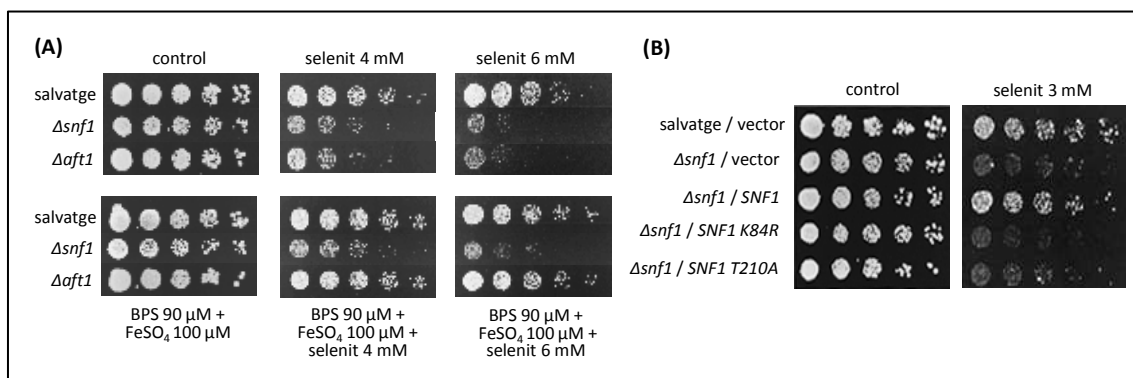 (A)
control
selenit 4 mM
selenit 6 mM
salvatge
Δsnf1
Δaft1
salvatge
Δsnf1
Δaft1
BPS 90 µM +
FeSO₄ 100 µM
BPS 90 µM +
FeSO₄ 100 µM +
selenit 4 mM
BPS 90 µM +
FeSO₄ 100 µM +
selenit 6 mM
(B)
control
selenit 3 mM
salvatge / vector
Δsnf1 / vector
Δsnf1 / SNF1
Δsnf1 / SNF1 K84R
Δsnf1 / SNF1 T210A